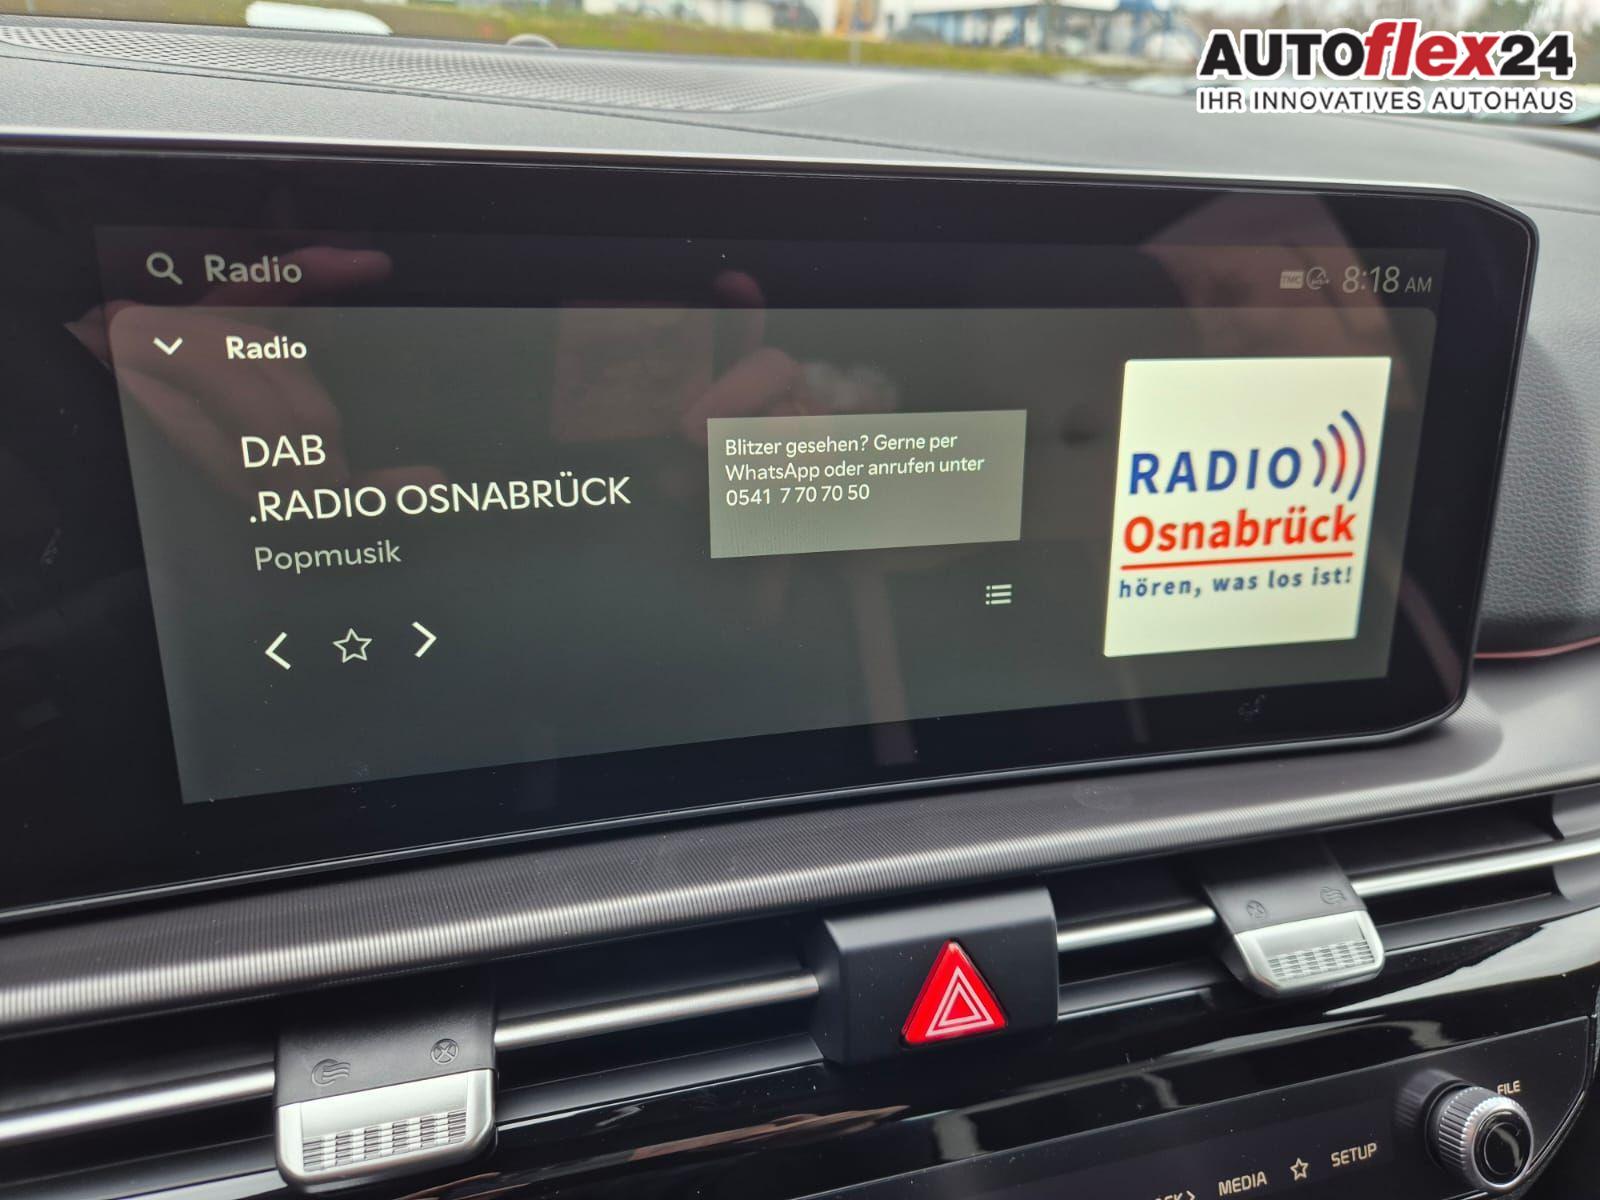 AUTOflex24
IHR INNOVATIVES AUTOHAUS
Radio
8:18 AM
Radio
DAB
.RADIO OSNABRÜCK
Popmusik
Blitzer gesehen? Gerne per
WhatsApp oder anrufen unter
0541 7 70 70 50
RADIO
Osnabrück
hören, was los ist!
FILE
MEDIA
SETUP